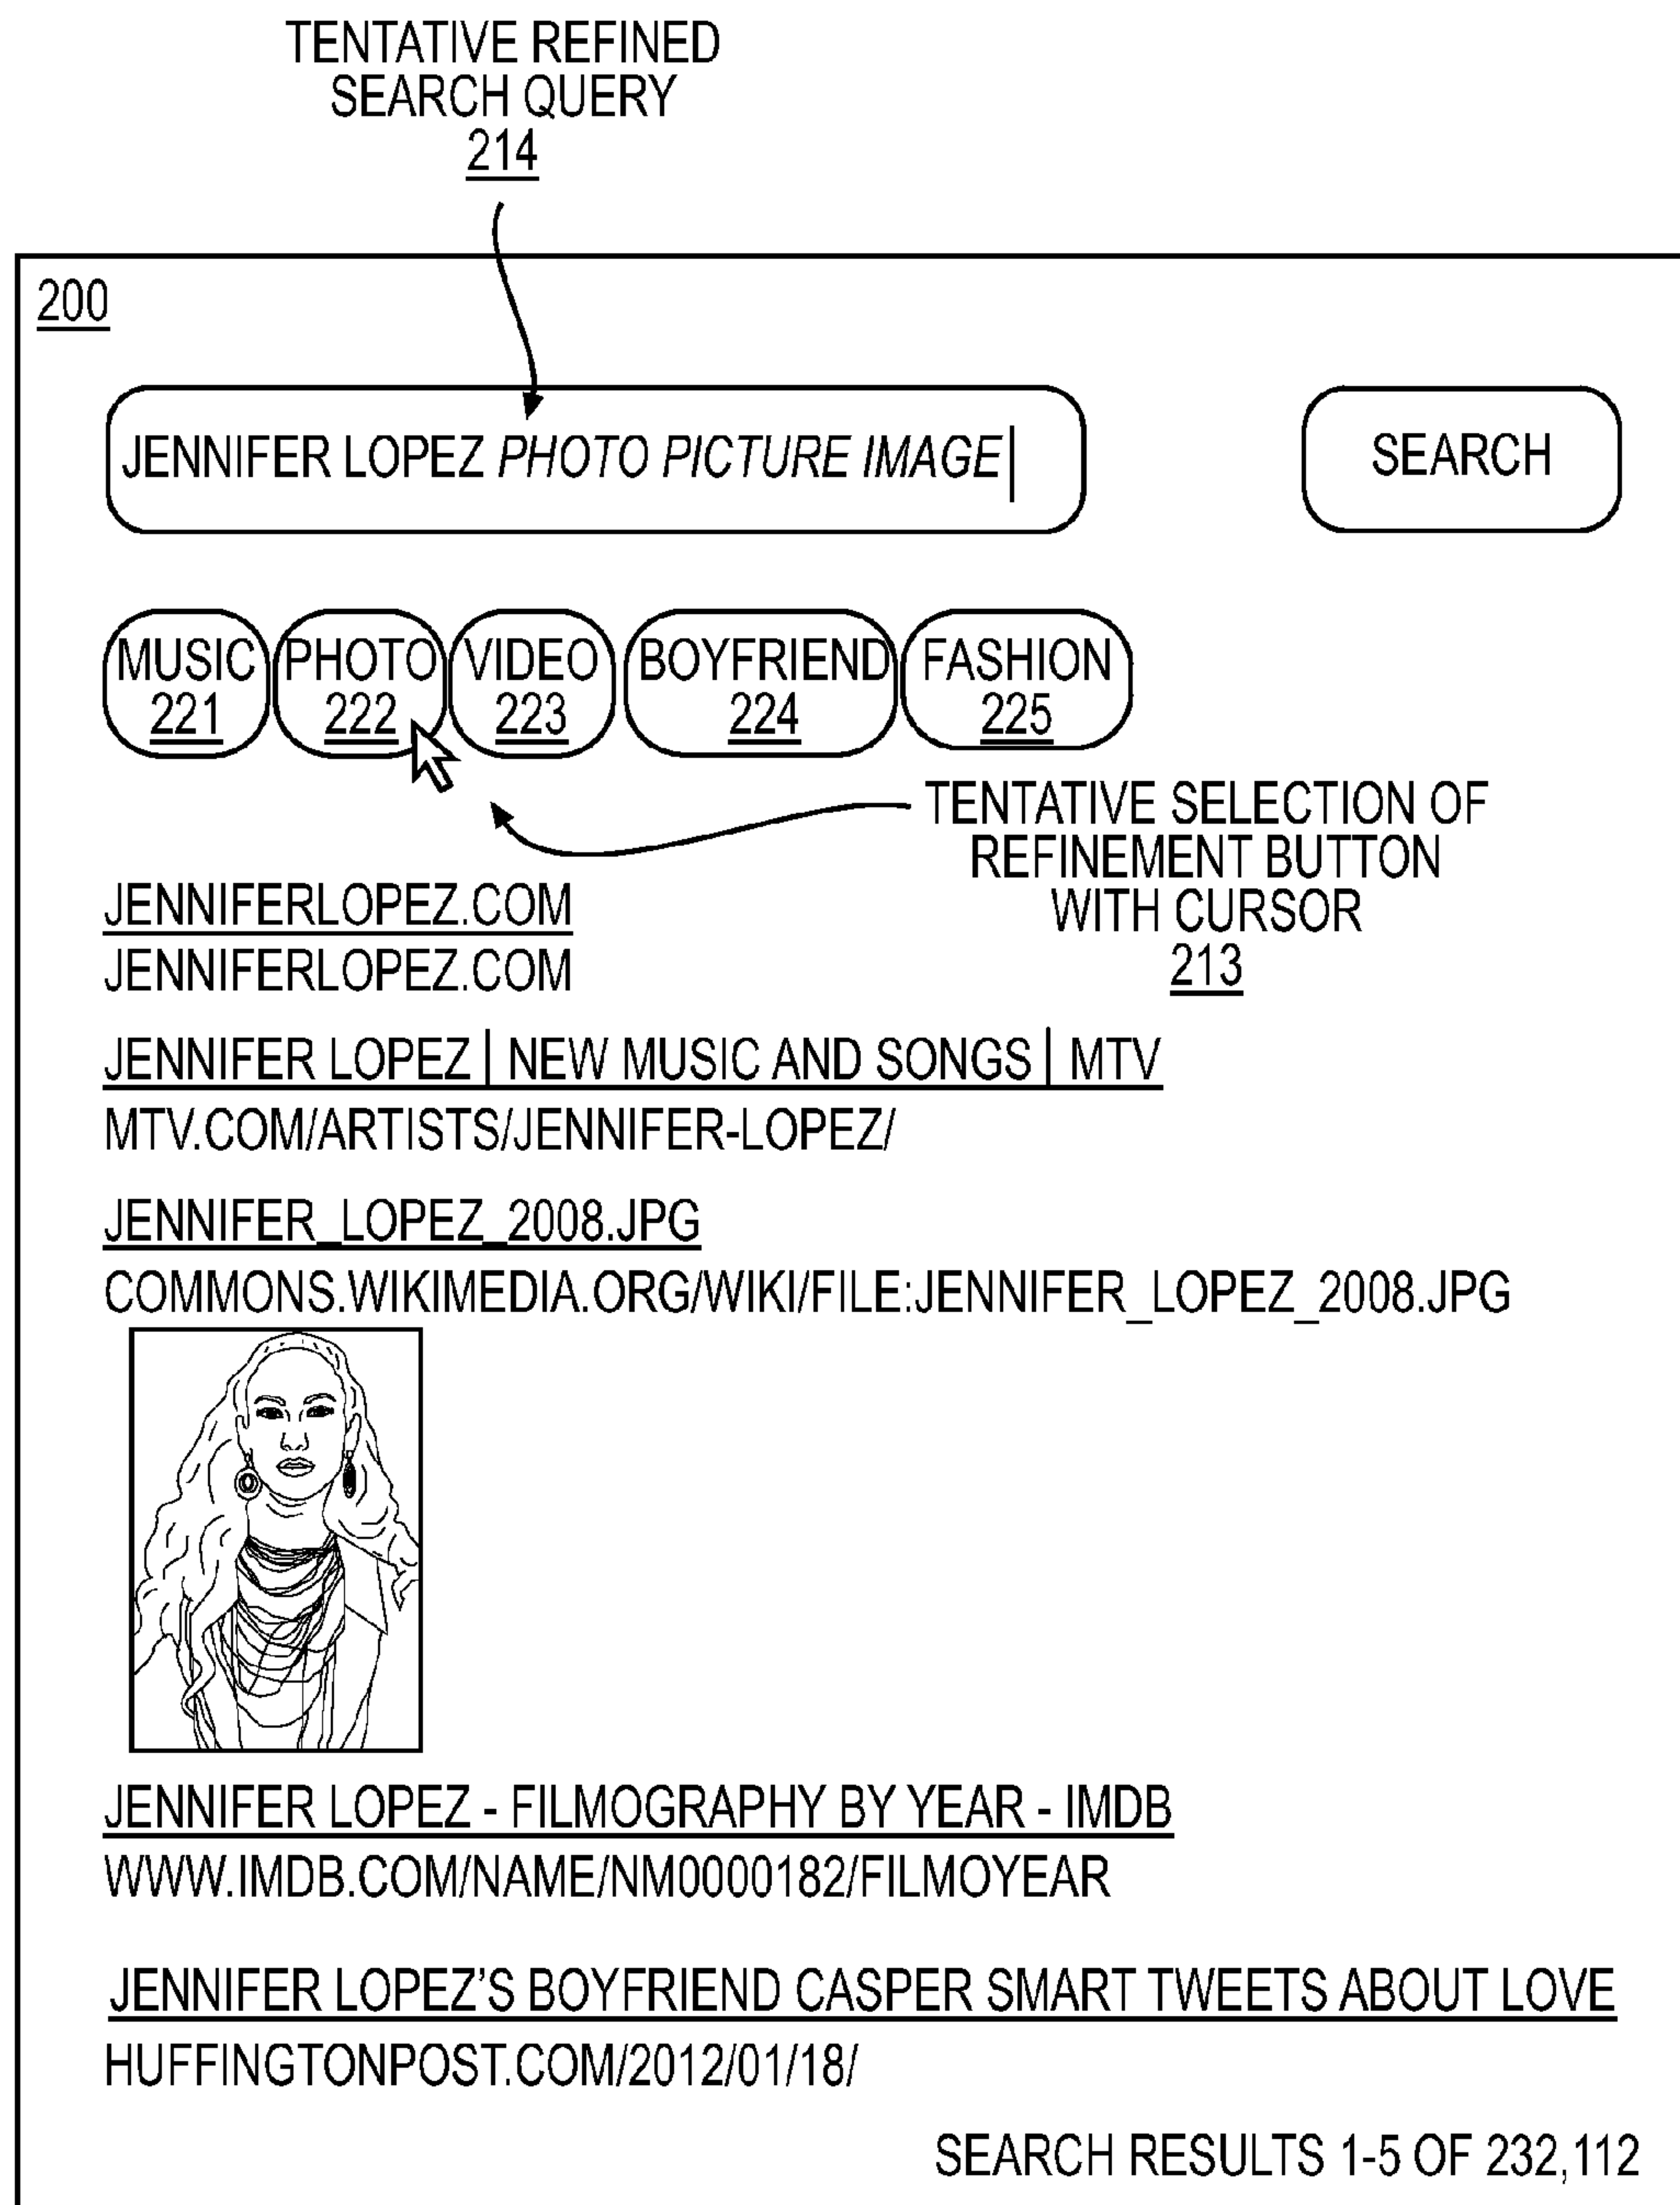 TENTATIVE REFINED
SEARCH QUERY
214
200
JENNIFER LOPEZ PHOTO PICTURE IMAGE
SEARCH
MUSIC PHOTO VIDEO BOYFRIEND FASHION
221 222 223 224 225
TENTATIVE SELECTION OF
REFINEMENT BUTTON
WITH CURSOR
213
JENNIFERLOPEZ.COM
JENNIFERLOPEZ.COM
JENNIFER LOPEZ | NEW MUSIC AND SONGS | MTV
MTV.COM/ARTISTS/JENNIFER-LOPEZ/
JENNIFER_LOPEZ_2008.JPG
COMMONS.WIKIMEDIA.ORG/WIKI/FILE:JENNIFER_LOPEZ_2008.JPG
JENNIFER LOPEZ - FILMOGRAPHY BY YEAR - IMDB
WWW.IMDB.COM/NAME/NM0000182/FILMOYEAR
JENNIFER LOPEZ'S BOYFRIEND CASPER SMART TWEETS ABOUT LOVE
HUFFINGTONPOST.COM/2012/01/18/
SEARCH RESULTS 1-5 OF 232,112